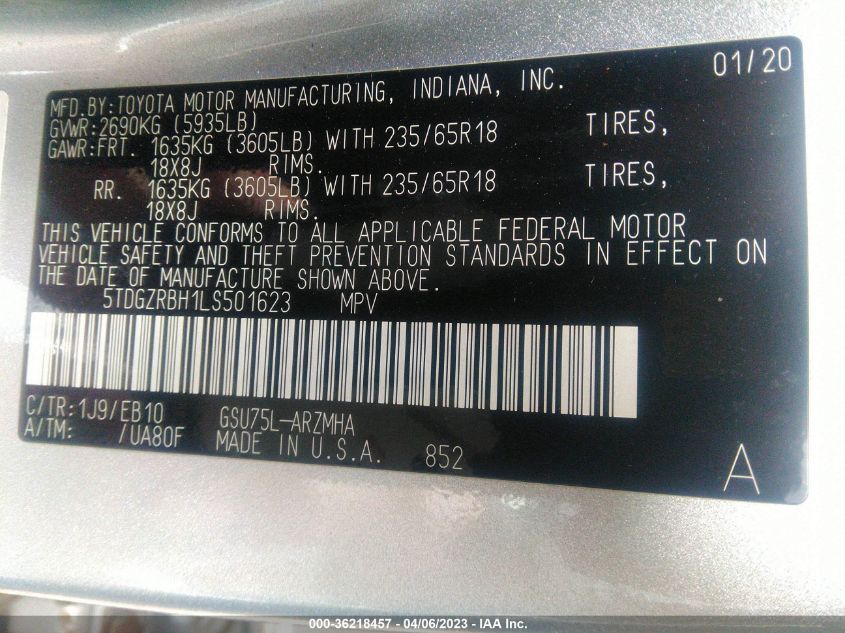 01/20
MFD.BY:TOYOTA MOTOR MANUFACTURING, INDIANA, INC.
GVWR:2690KG (5935LB)
GAWR:FRT. 1635KG (3605LB) WITH 235/65R18 TIRES,
18X8J RIMS.
RR. 1635KG (3605LB) WITH 235/65R18 TIRES,
18X8J RIMS.
THIS VEHICLE CONFORMS TO ALL APPLICABLE FEDERAL MOTOR
VEHICLE SAFETY AND THEFT PREVENTION STANDARDS IN EFFECT ON
THE DATE OF MANUFACTURE SHOWN ABOVE.
5TDGZRBH1LS501623 MPV
C/TR:1J9/EB10 GSU75L-ARZMHA
A/TM: /UA80F MADE IN U.S.A. 852
A
000-36218457 - 04/06/2023 - IAA Inc.